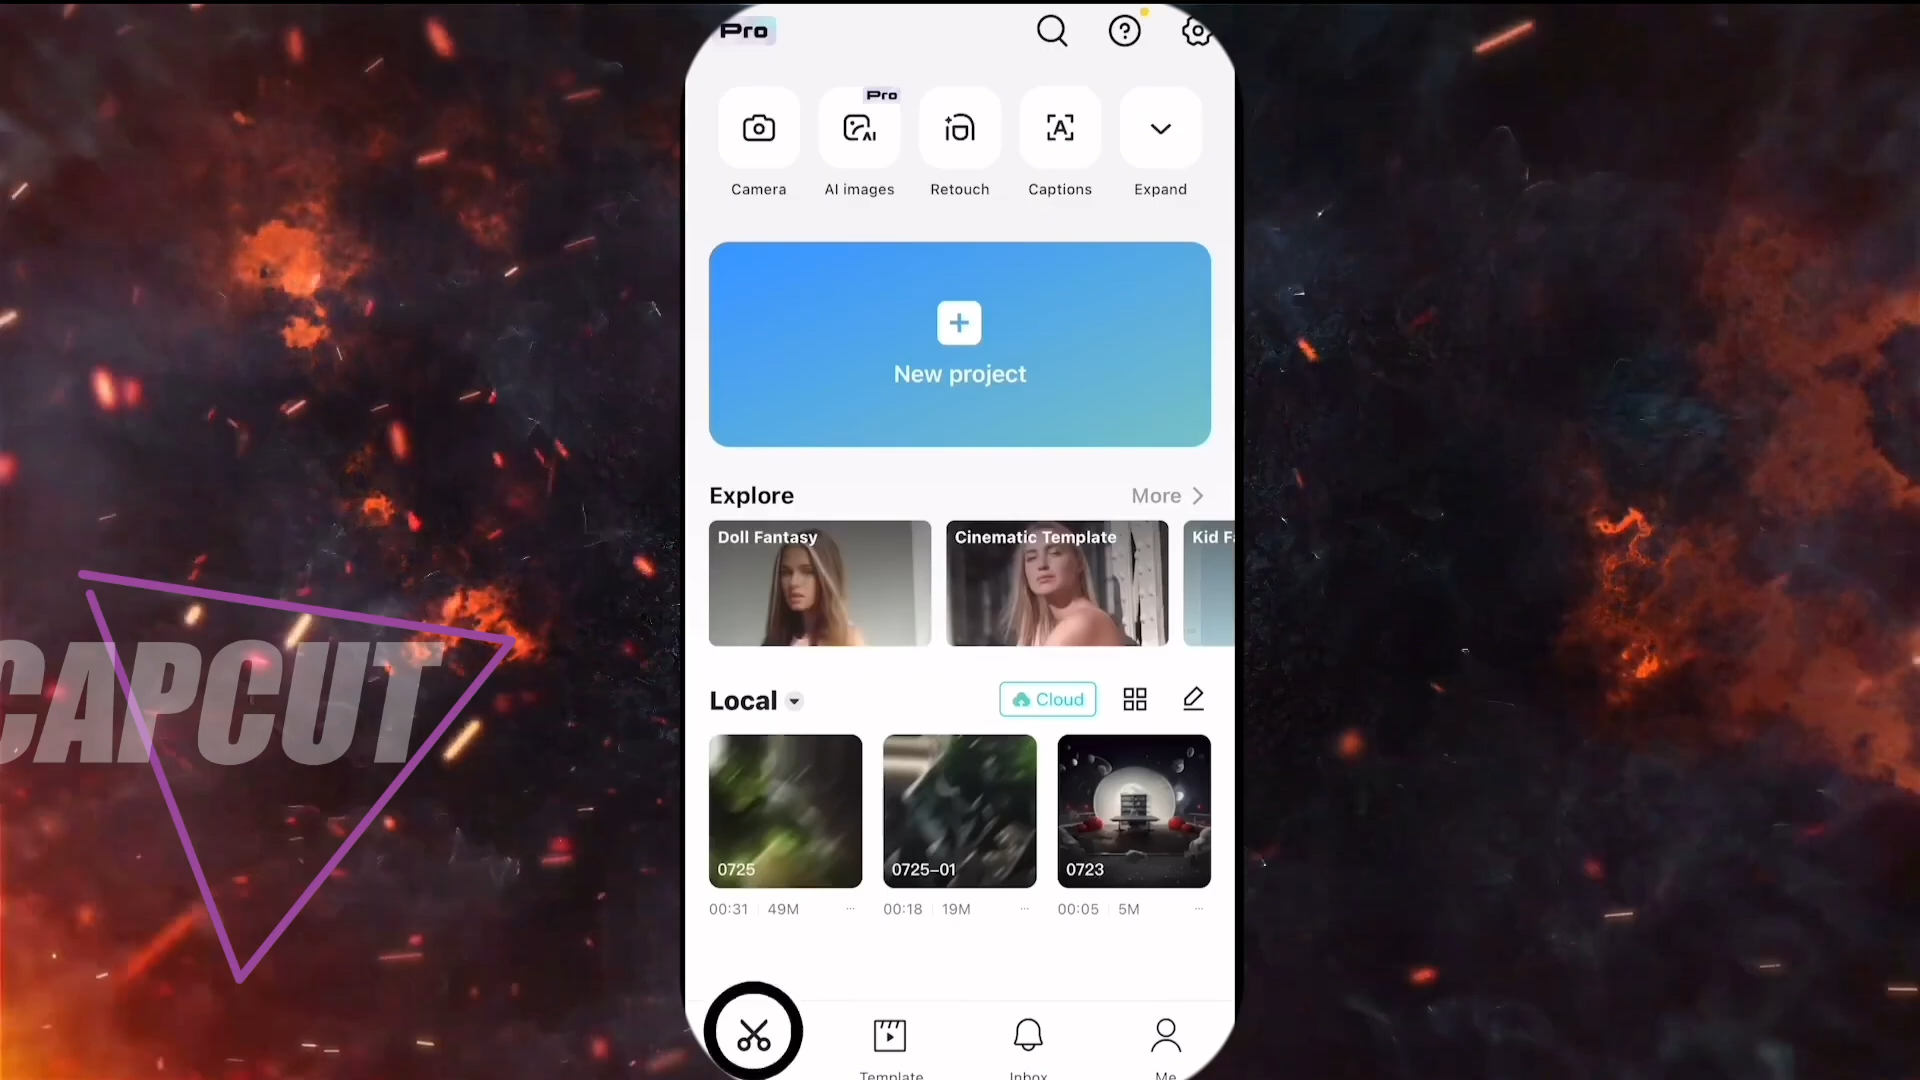 Pro
Pro
Camera
AI images
Retouch
Captions
Expand
New project
Explore
More
Doll Fantasy
Cinematic Template
Kid
CAPCUT
Local
Cloud
0725
0725-01
0723
00:31 49M
00:18 19M
00:05 5M
Template
Inbox
Me